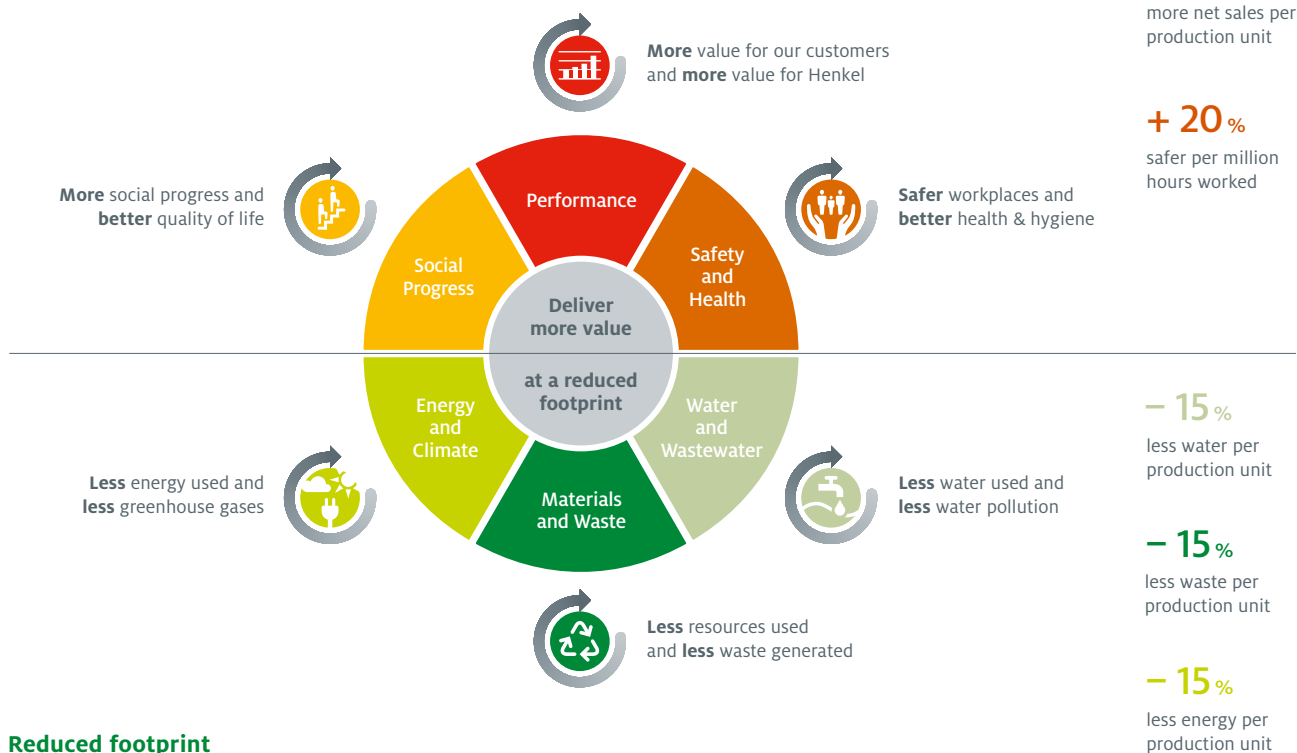 more net sales per
production unit
More value for our customers
and more value for Henkel
+ 20 %
safer per million
hours worked
More social progress and
better quality of life
Performance
Safer workplaces and
better health & hygiene
Social
Progress
Safety
and
Health
Deliver
more value
at a reduced
footprint
Energy
and
Climate
Water
and
Wastewater
– 15 %
less water per
production unit
Less energy used and
less greenhouse gases
Materials
and Waste
Less water used and
less water pollution
– 15 %
less waste per
production unit
Less resources used
and less waste generated
– 15 %
less energy per
production unit
Reduced footprint